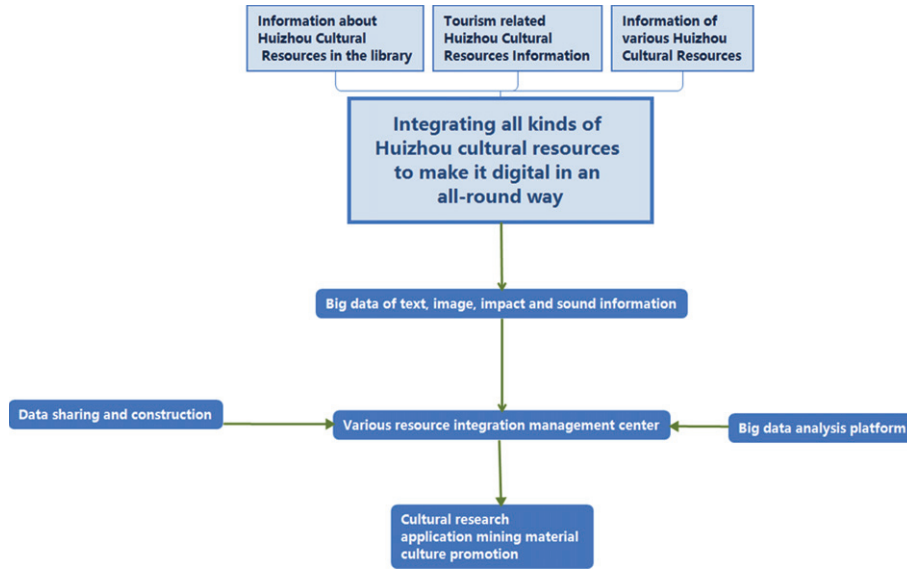 Information about
Huizhou Cultural
Resources in the library
Tourism related
Huizhou Cultural
Resources Information
Information of
various Huizhou
Cultural Resources
Integrating all kinds of
Huizhou cultural resources
to make it digital in an
all-round way
Big data of text, image, impact and sound information
Data sharing and construction
Various resource integration management center
Big data analysis platform
Cultural research
application mining material
culture promotion